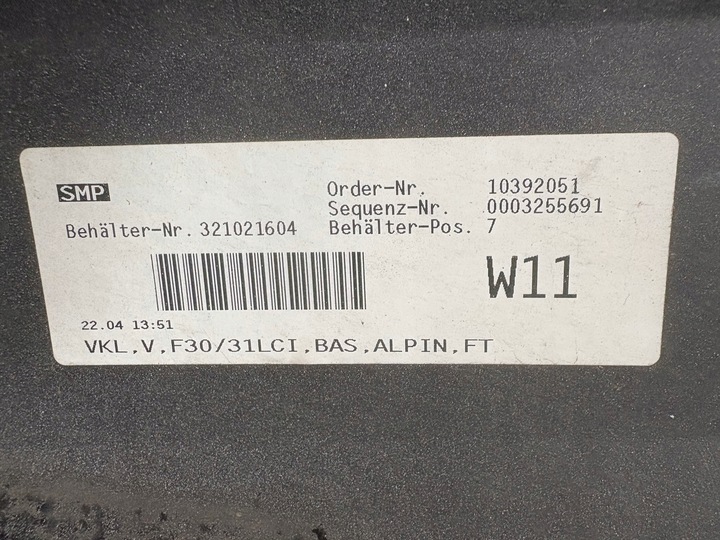 SMP
Order-Nr. 10392051
Sequenz-Nr. 0003255691
Behälter-Nr. 321021604 Behälter-Pos. 7
W11
22.04 13:51
VKL,V,F30/31LCI,BAS,ALPIN,FT